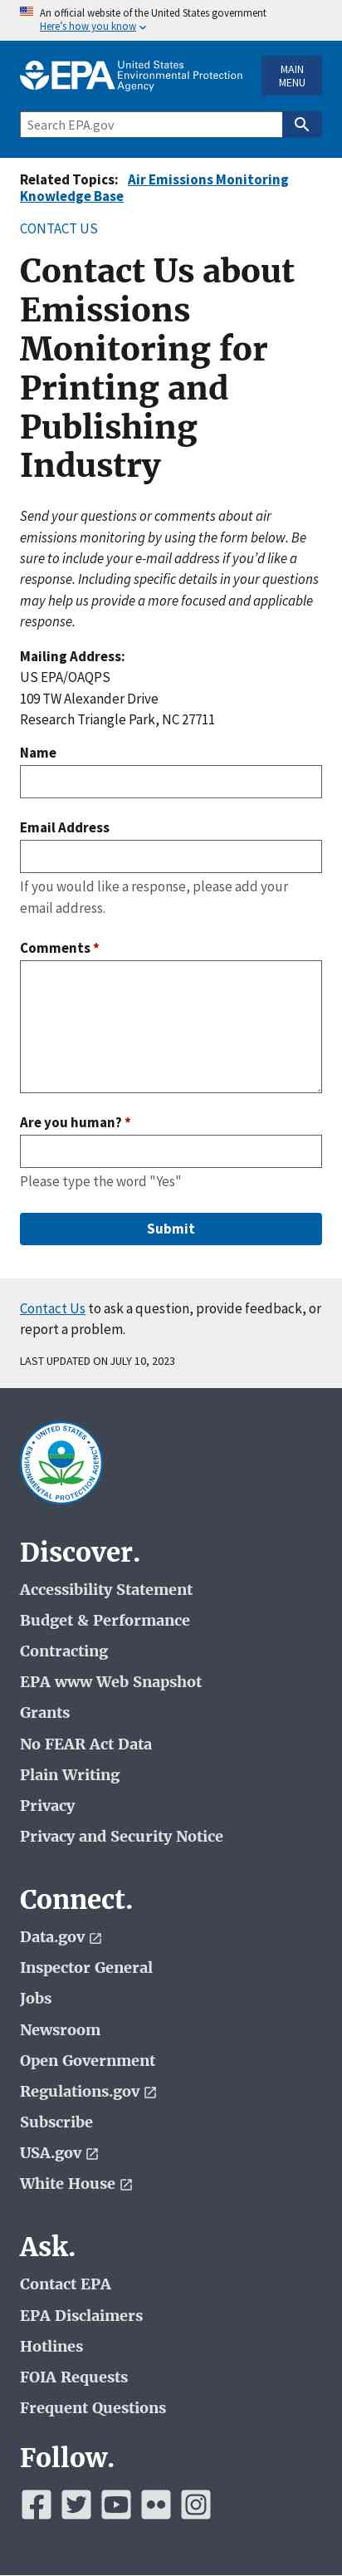 An official website of the United States government
Here's how you know
EPA United States
Environmental Protection
Agency
MAIN
MENU
Search EPA.gov
Related Topics: Air Emissions Monitoring
Knowledge Base
CONTACT US
Contact Us about
Emissions
Monitoring for
Printing and
Publishing
Industry
Send your questions or comments about air
emissions monitoring by using the form below. Be
sure to include your e-mail address if you’d like a
response. Including specific details in your questions
may help us provide a more focused and applicable
response.
Mailing Address:
US EPA/OAQPS
109 TW Alexander Drive
Research Triangle Park, NC 27711
Name
Email Address
If you would like a response, please add your
email address.
Comments *
Are you human? *
Please type the word "Yes"
Submit
Contact Us to ask a question, provide feedback, or
report a problem.
LAST UPDATED ON JULY 10, 2023
UNITED STATES ENVIRONMENTAL PROTECTION AGENCY
Discover.
Accessibility Statement
Budget & Performance
Contracting
EPA www Web Snapshot
Grants
No FEAR Act Data
Plain Writing
Privacy
Privacy and Security Notice
Connect.
Data.gov
Inspector General
Jobs
Newsroom
Open Government
Regulations.gov
Subscribe
USA.gov
White House
Ask.
Contact EPA
EPA Disclaimers
Hotlines
FOIA Requests
Frequent Questions
Follow.